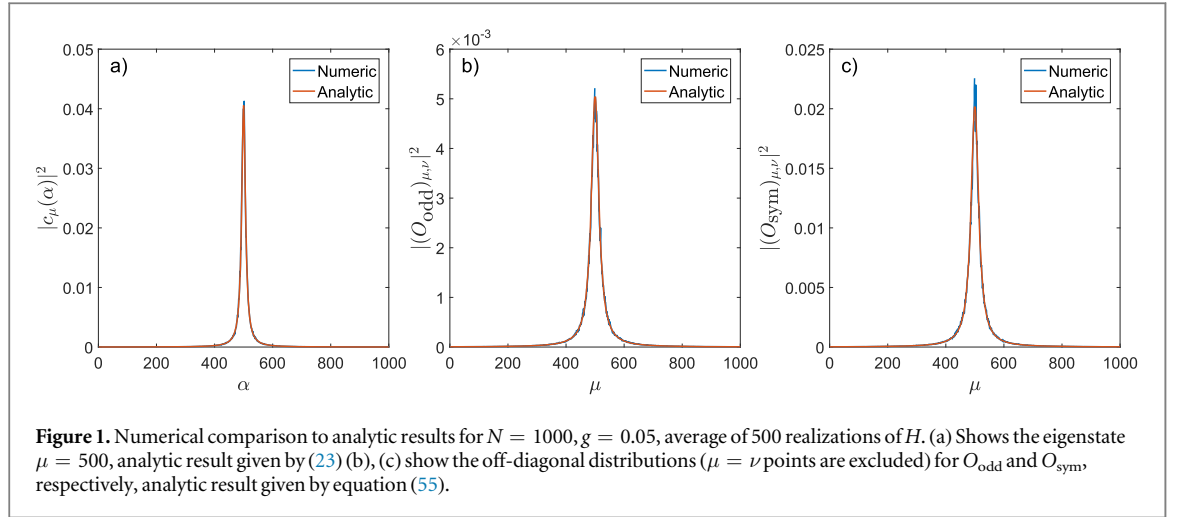 a)
Numeric
Analytic
0.05
0.04
0.03
0.02
0.01
0
|c_μ(α)|²
0 200 400 600 800 1000
α
b)
×10⁻³
Numeric
Analytic
6
5
4
3
2
1
0
|(O_odd)_μ,ν|²
0 200 400 600 800 1000
μ
c)
Numeric
Analytic
0.025
0.02
0.015
0.01
0.005
0
|(O_sym)_μ,ν|²
0 200 400 600 800 1000
μ
Figure 1. Numerical comparison to analytic results for N = 1000, g = 0.05, average of 500 realizations of H. (a) Shows the eigenstate
μ = 500, analytic result given by (23) (b), (c) show the off-diagonal distributions (μ = ν points are excluded) for O_odd and O_sym,
respectively, analytic result given by equation (55).